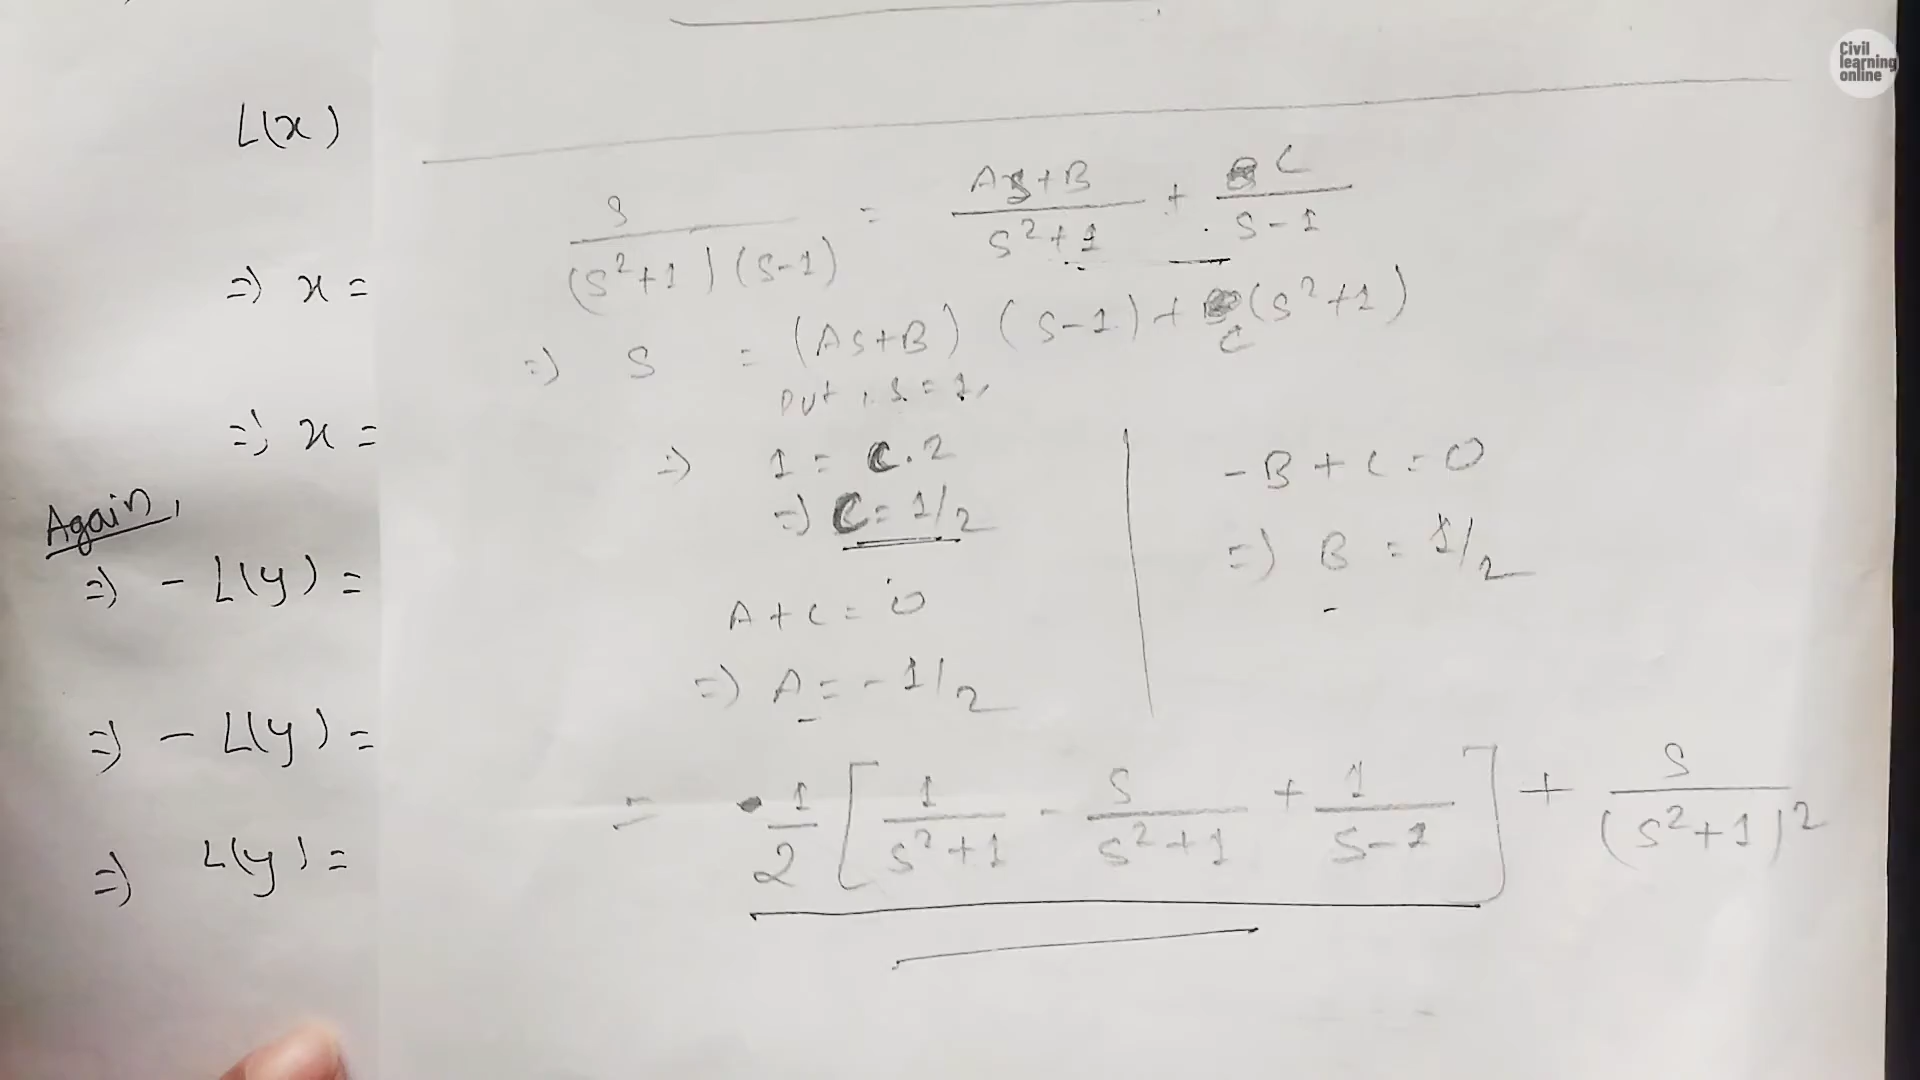 Civil
learning
online
L(x)
⇒ x =
⇒ x =
Again,
⇒ - L(y) =
⇒ - L(y) =
⇒ L(y) =
s/((s²+1)(s-1)) = (As+B)/(s²+1) + C/(s-1)
⇒ s = (As+B) (s-1) + C(s²+1)
put, s = 1,
⇒ 1 = C.2
⇒ C = 1/2
A + C = 0
⇒ A = - 1/2
- B + C = 0
⇒ B = 1/2
= 1/2 [ 1/(s²+1) - s/(s²+1) + 1/(s-1) ] + s/(s²+1)²